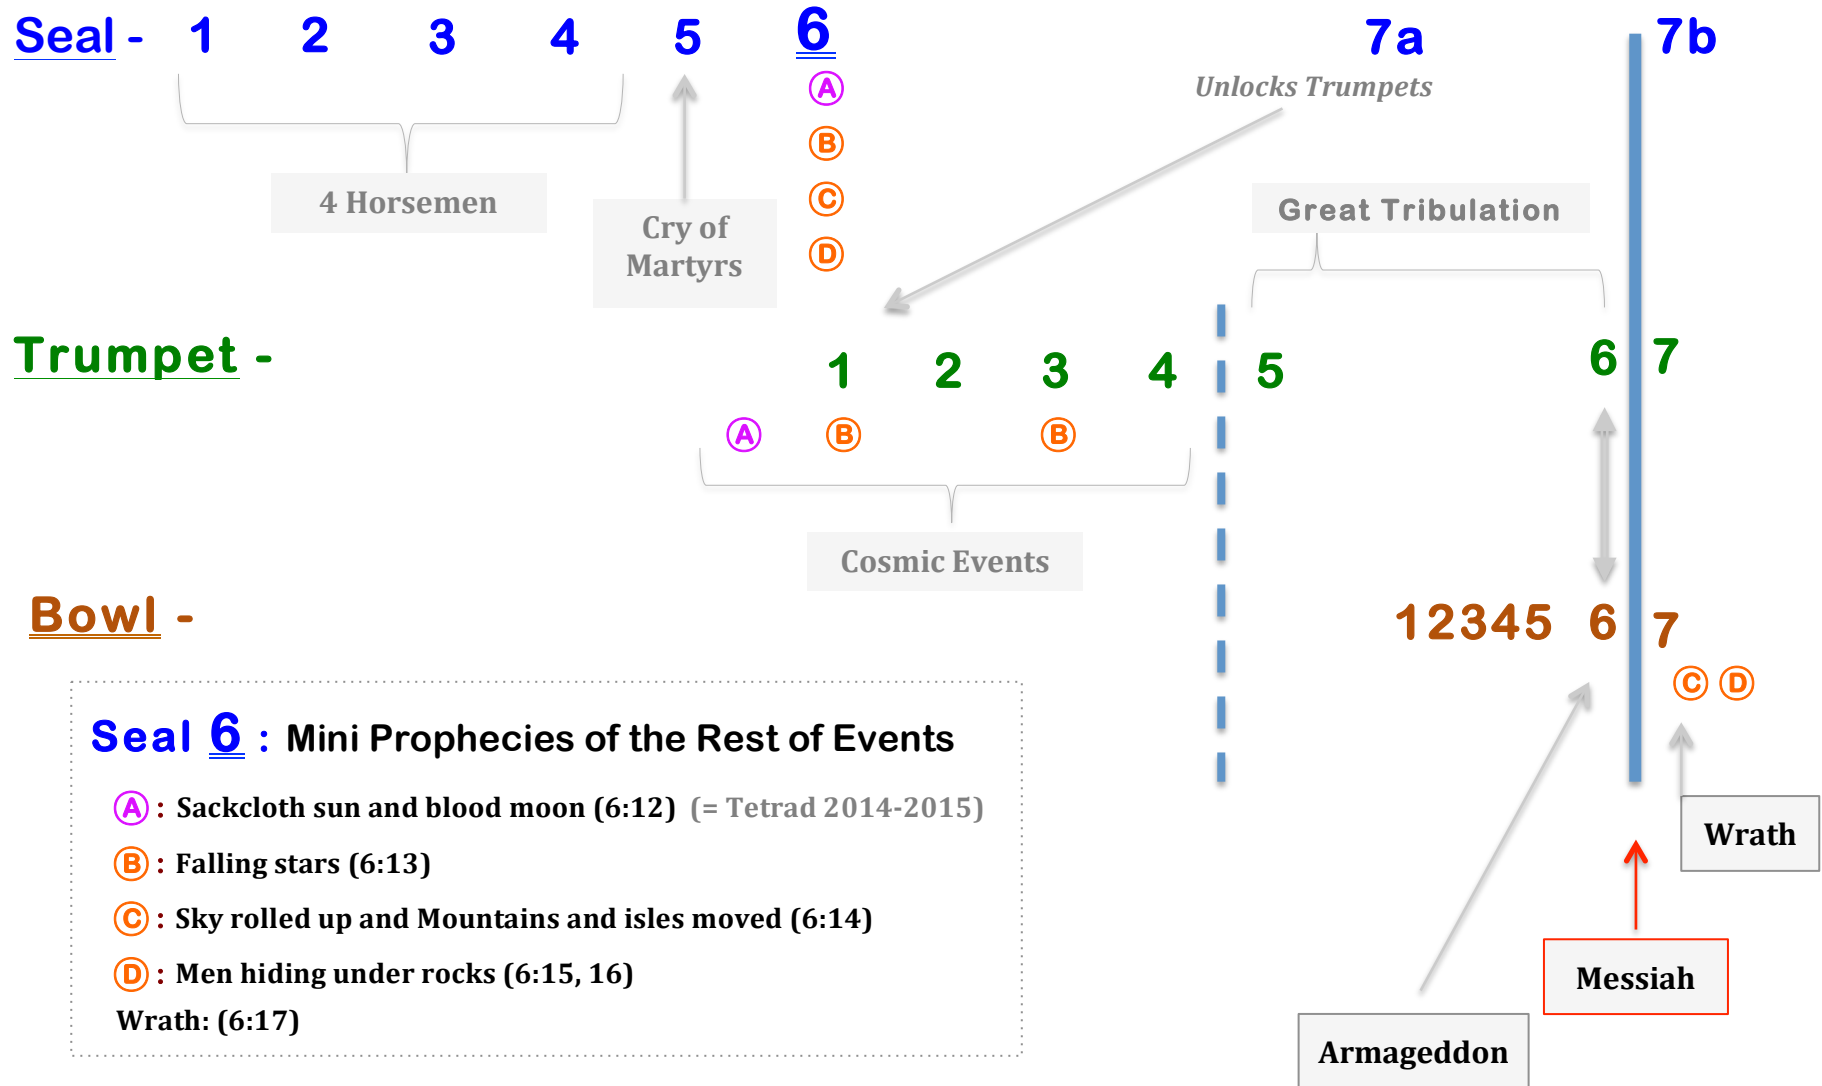 Seal - 1 2 3 4 5 6 7a 7b
Ⓐ
Unlocks Trumpets
Ⓑ
4 Horsemen
Ⓒ
Great Tribulation
Cry of
Martyrs
Ⓓ
Trumpet - 1 2 3 4 5 6 7
Ⓐ Ⓑ Ⓑ
Cosmic Events
Bowl - 12345 6 7
Ⓒ Ⓓ
Seal 6 : Mini Prophecies of the Rest of Events
Ⓐ : Sackcloth sun and blood moon (6:12) (= Tetrad 2014-2015)
Ⓑ : Falling stars (6:13)
Ⓒ : Sky rolled up and Mountains and isles moved (6:14)
Ⓓ : Men hiding under rocks (6:15, 16)
Wrath: (6:17)
Wrath
Messiah
Armageddon